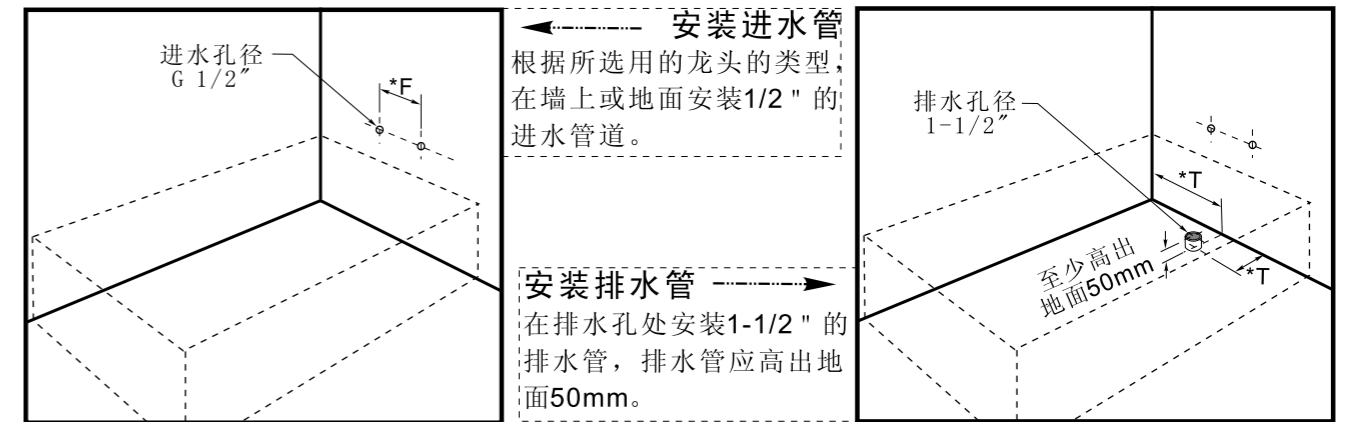 进水孔径
G 1/2″
*F
安装进水管
根据所选用的龙头的类型，
在墙上或地面安装1/2＂的
进水管道。
安装排水管
在排水孔处安装1-1/2＂的
排水管，排水管应高出地
面50mm。
排水孔径
1-1/2″
*T
至少高出
地面50mm
*T